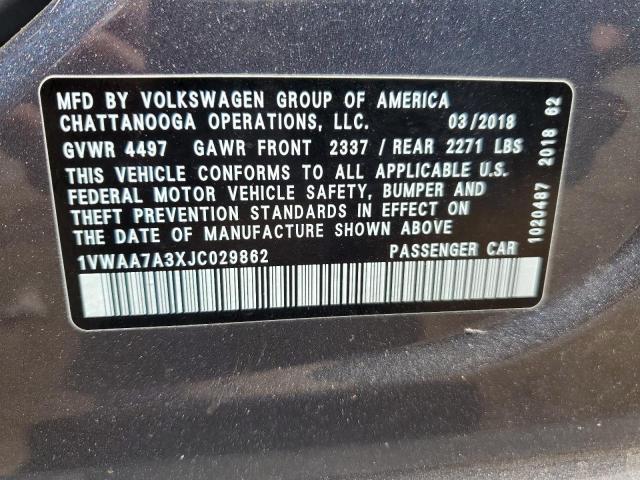 MFD BY VOLKSWAGEN GROUP OF AMERICA
CHATTANOOGA OPERATIONS, LLC. 03/2018
GVWR 4497 GAWR FRONT 2337 / REAR 2271 LBS
THIS VEHICLE CONFORMS TO ALL APPLICABLE U.S.
FEDERAL MOTOR VEHICLE SAFETY, BUMPER AND
THEFT PREVENTION STANDARDS IN EFFECT ON
THE DATE OF MANUFACTURE SHOWN ABOVE
1VWAA7A3XJC029862 PASSENGER CAR
1020487 2018 62